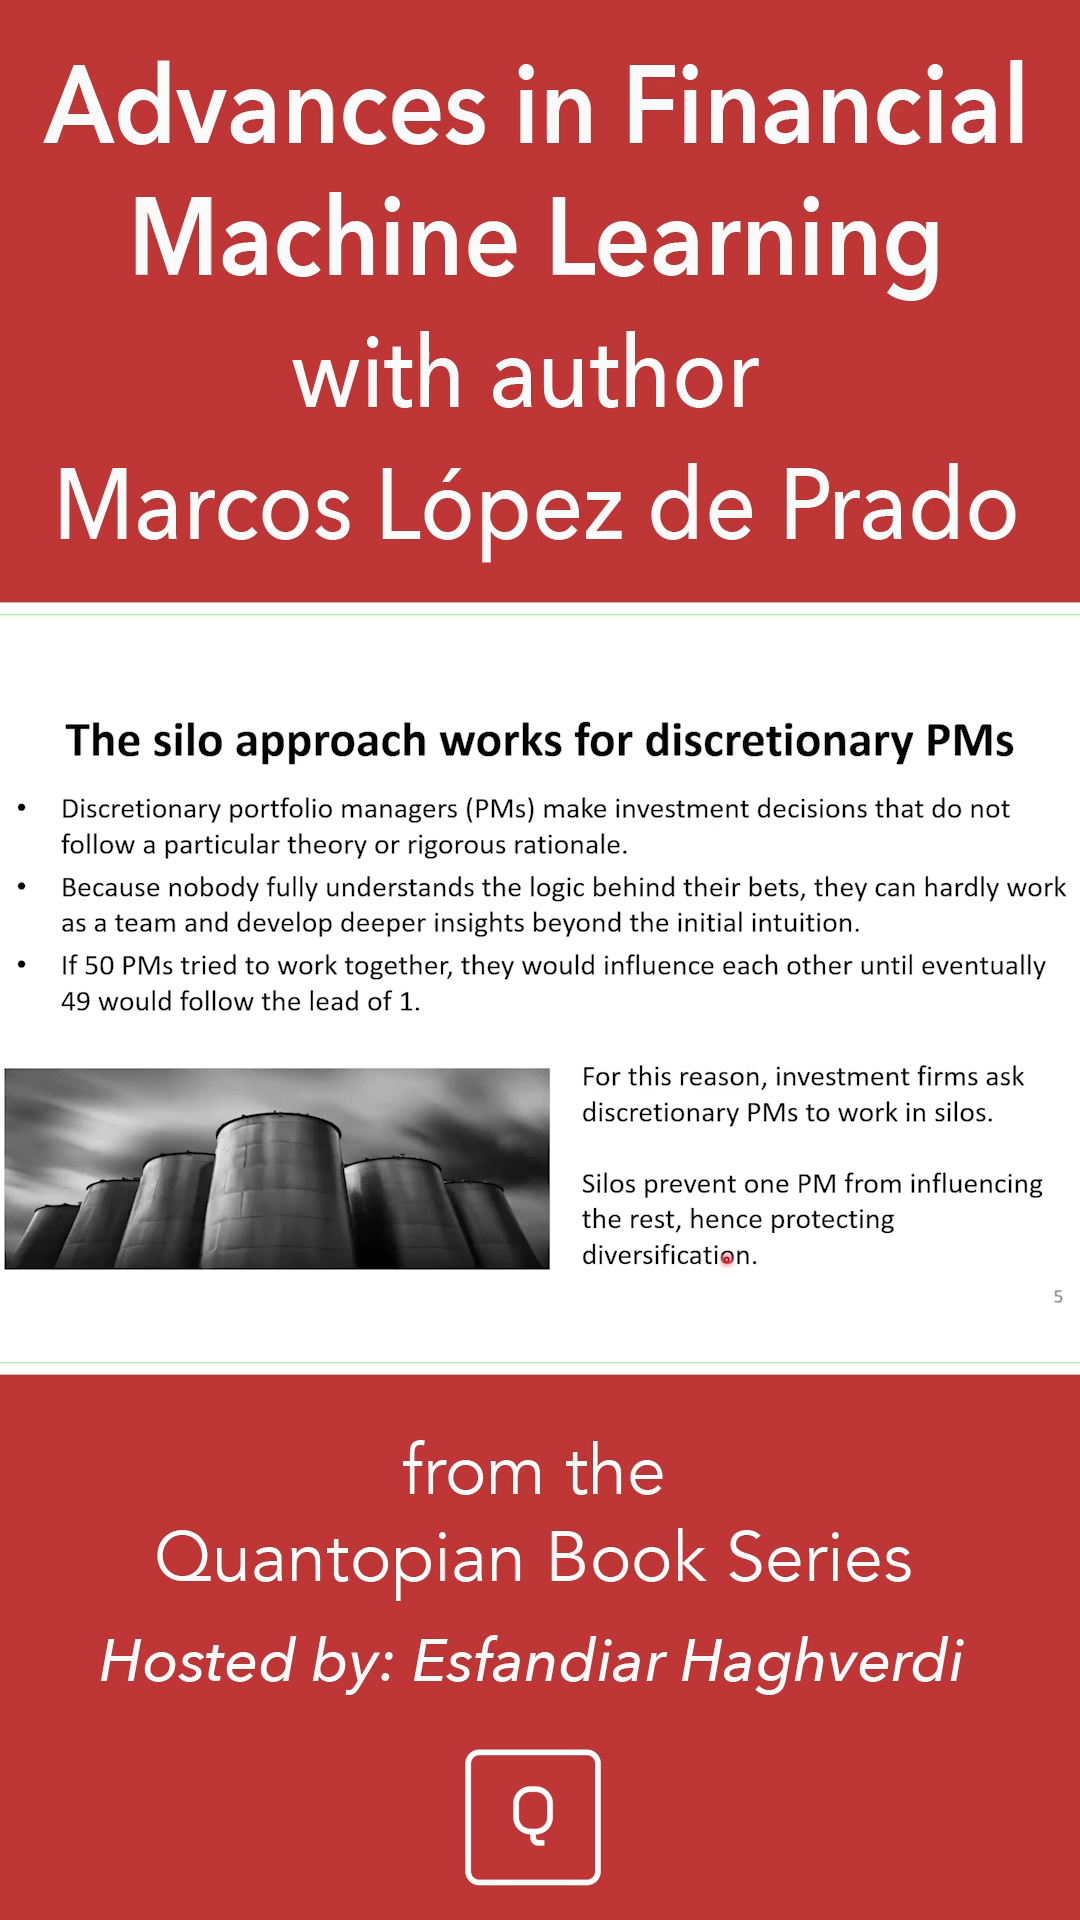 Advances in Financial
Machine Learning
with author
Marcos López de Prado
The silo approach works for discretionary PMs
• Discretionary portfolio managers (PMs) make investment decisions that do not
follow a particular theory or rigorous rationale.
• Because nobody fully understands the logic behind their bets, they can hardly work
as a team and develop deeper insights beyond the initial intuition.
• If 50 PMs tried to work together, they would influence each other until eventually
49 would follow the lead of 1.
For this reason, investment firms ask
discretionary PMs to work in silos.
Silos prevent one PM from influencing
the rest, hence protecting
diversification.
5
from the
Quantopian Book Series
Hosted by: Esfandiar Haghverdi
Q